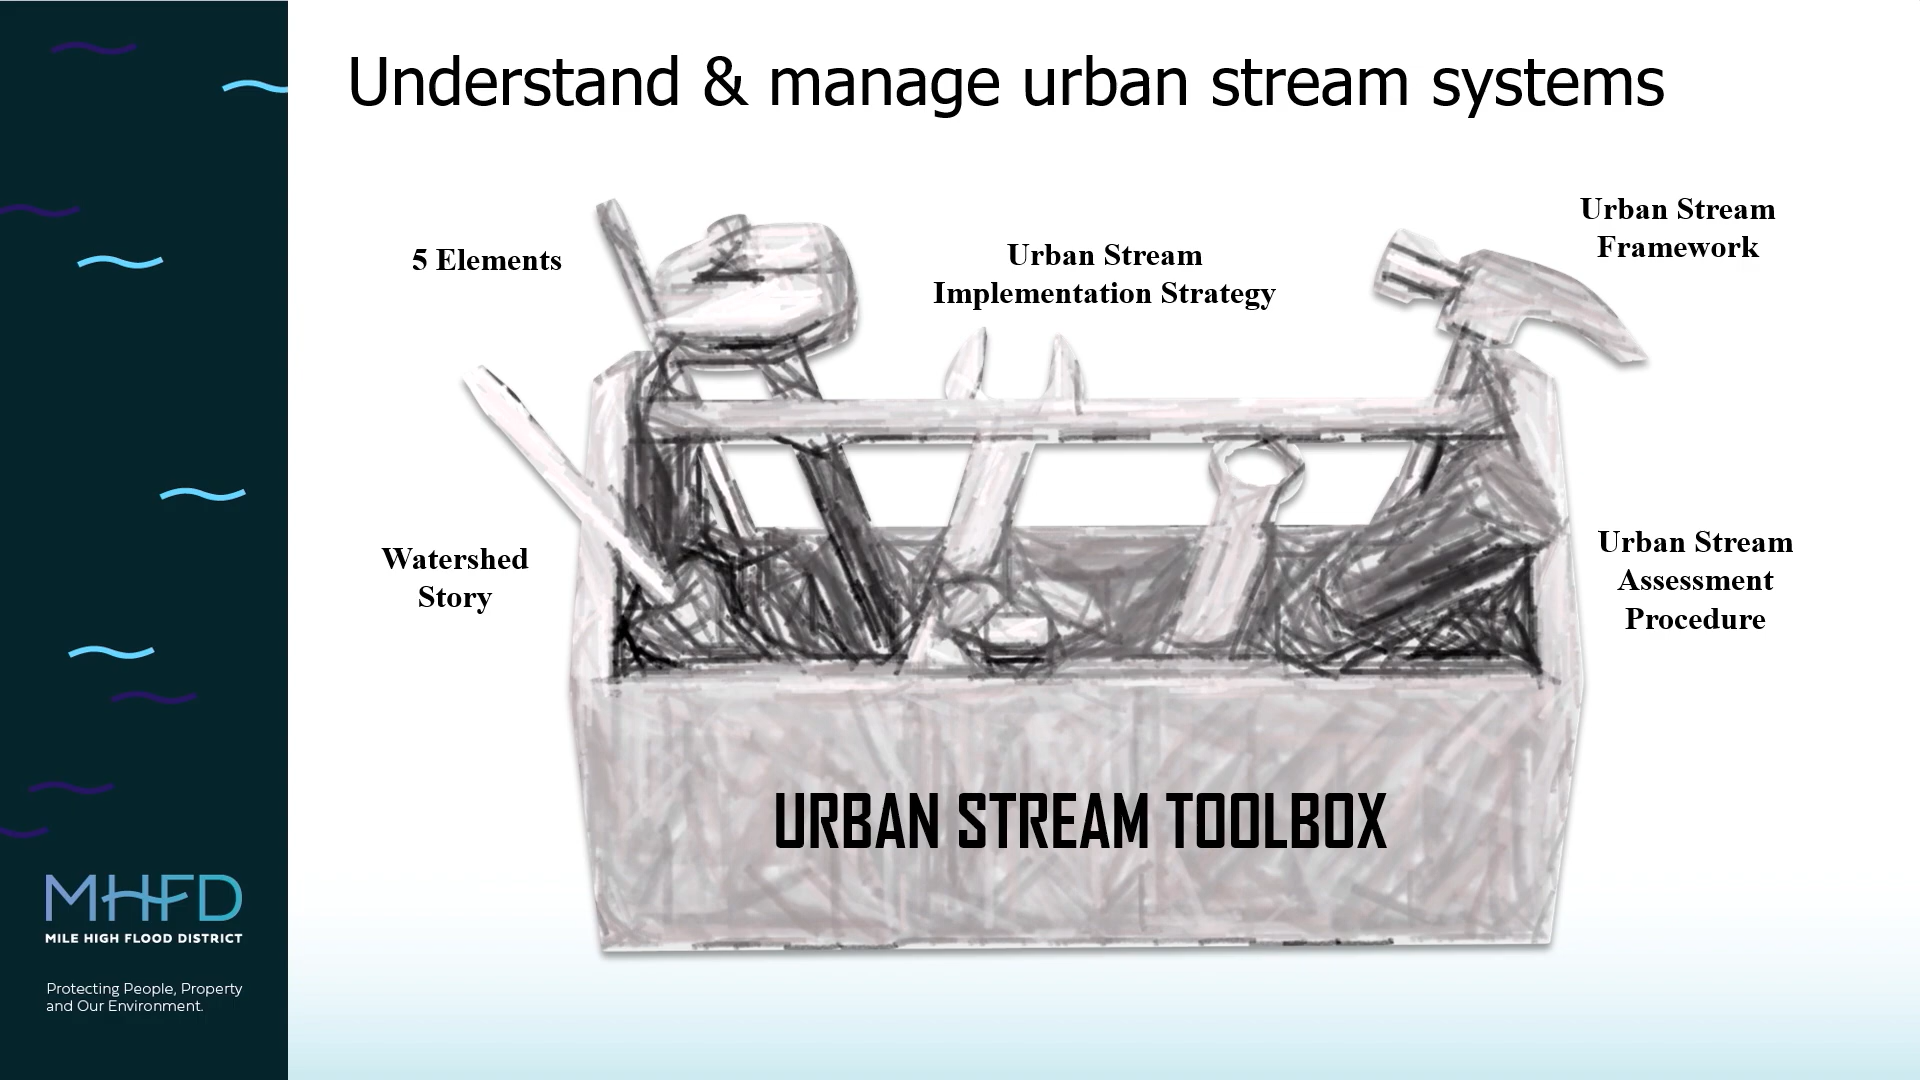 Understand & manage urban stream systems
5 Elements
Urban Stream
Implementation Strategy
Urban Stream
Framework
Watershed
Story
Urban Stream
Assessment
Procedure
URBAN STREAM TOOLBOX
MHFD
MILE HIGH FLOOD DISTRICT
Protecting People, Property
and Our Environment.